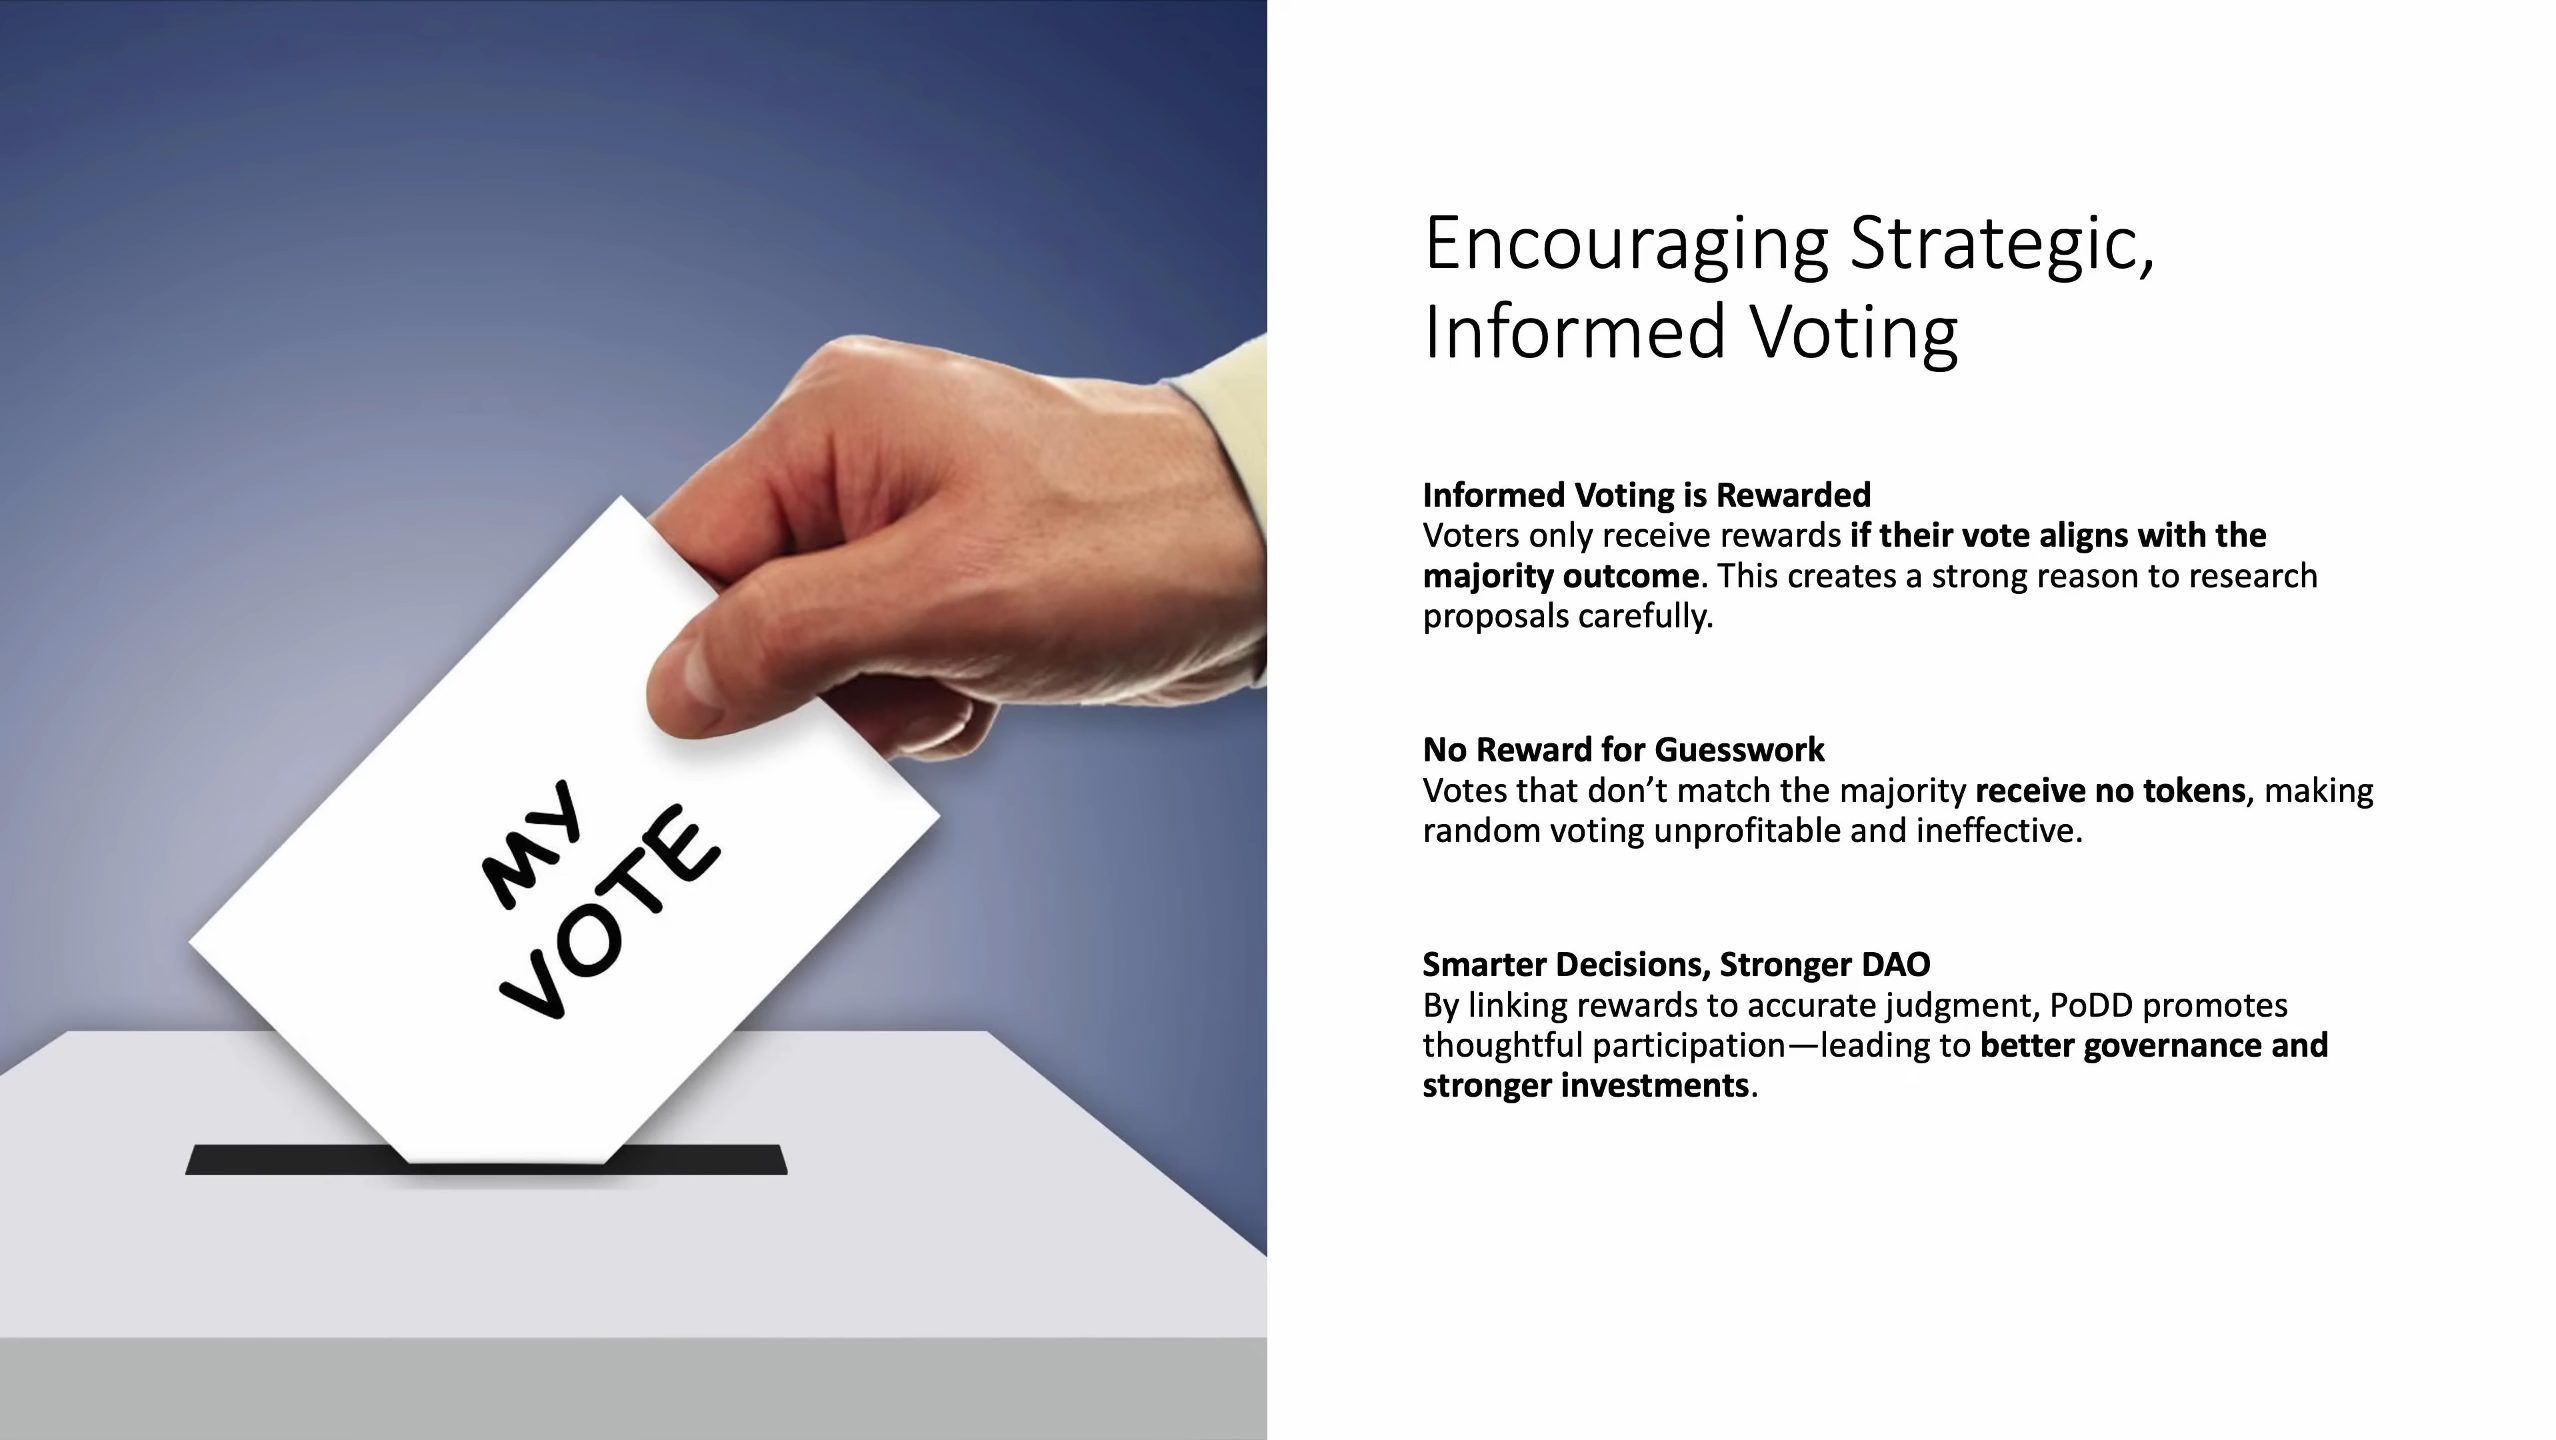 MY
VOTE
Encouraging Strategic,
Informed Voting
Informed Voting is Rewarded
Voters only receive rewards if their vote aligns with the
majority outcome. This creates a strong reason to research
proposals carefully.
No Reward for Guesswork
Votes that don’t match the majority receive no tokens, making
random voting unprofitable and ineffective.
Smarter Decisions, Stronger DAO
By linking rewards to accurate judgment, PoDD promotes
thoughtful participation—leading to better governance and
stronger investments.